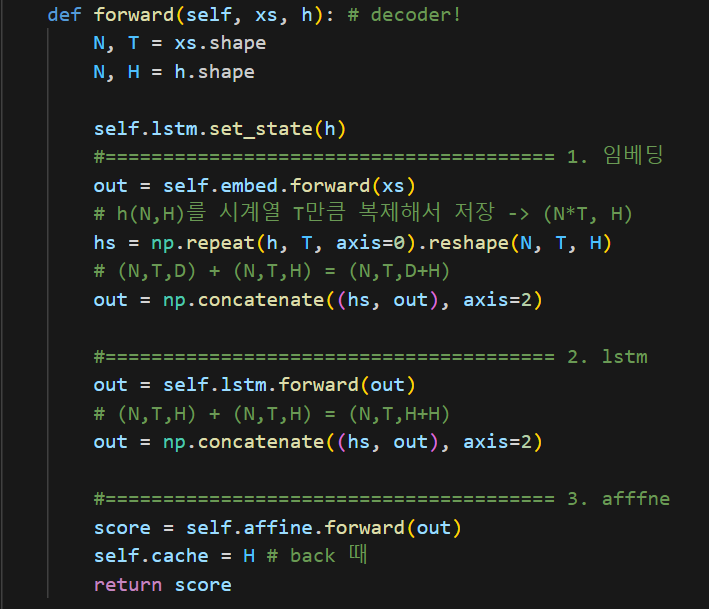 def forward(self, xs, h): # decoder!
N, T = xs.shape
N, H = h.shape
self.lstm.set_state(h)
#======================================= 1. 임베딩
out = self.embed.forward(xs)
# h(N,H)를 시계열 T만큼 복제해서 저장 -> (N*T, H)
hs = np.repeat(h, T, axis=0).reshape(N, T, H)
# (N,T,D) + (N,T,H) = (N,T,D+H)
out = np.concatenate((hs, out), axis=2)
#======================================= 2. lstm
out = self.lstm.forward(out)
# (N,T,H) + (N,T,H) = (N,T,H+H)
out = np.concatenate((hs, out), axis=2)
#======================================= 3. afffne
score = self.affine.forward(out)
self.cache = H # back 때
return score